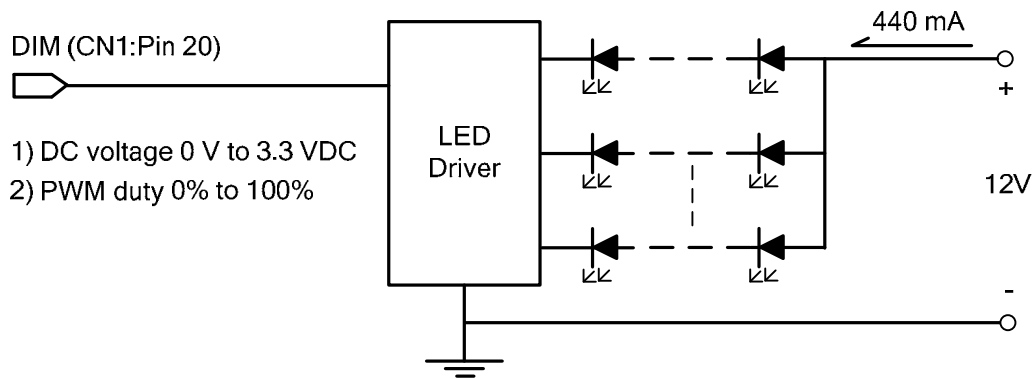 440 mA
DIM (CN1:Pin 20)
+
LED
Driver
1) DC voltage 0 V to 3.3 VDC
2) PWM duty 0% to 100%
12V
-